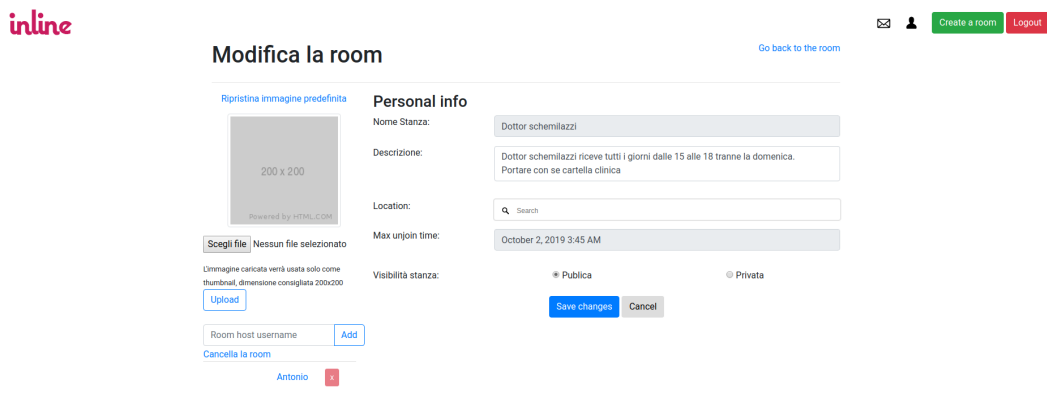 inline
Create a room
Logout
Modifica la room
Go back to the room
Ripristina immagine predefinita
200 x 200
Powered by HTML.COM
Scegli file Nessun file selezionato
L'immagine caricata verrà usata solo come
thumbnail, dimensione consigliata 200x200
Upload
Room host username
Add
Cancella la room
Antonio
x
Personal info
Nome Stanza:
Dottor schemilazzi
Descrizione:
Dottor schemilazzi riceve tutti i giorni dalle 15 alle 18 tranne la domenica.
Portare con se cartella clinica
Location:
Search
Max unjoin time:
October 2, 2019 3:45 AM
Visibilità stanza:
Publica
Privata
Save changes
Cancel